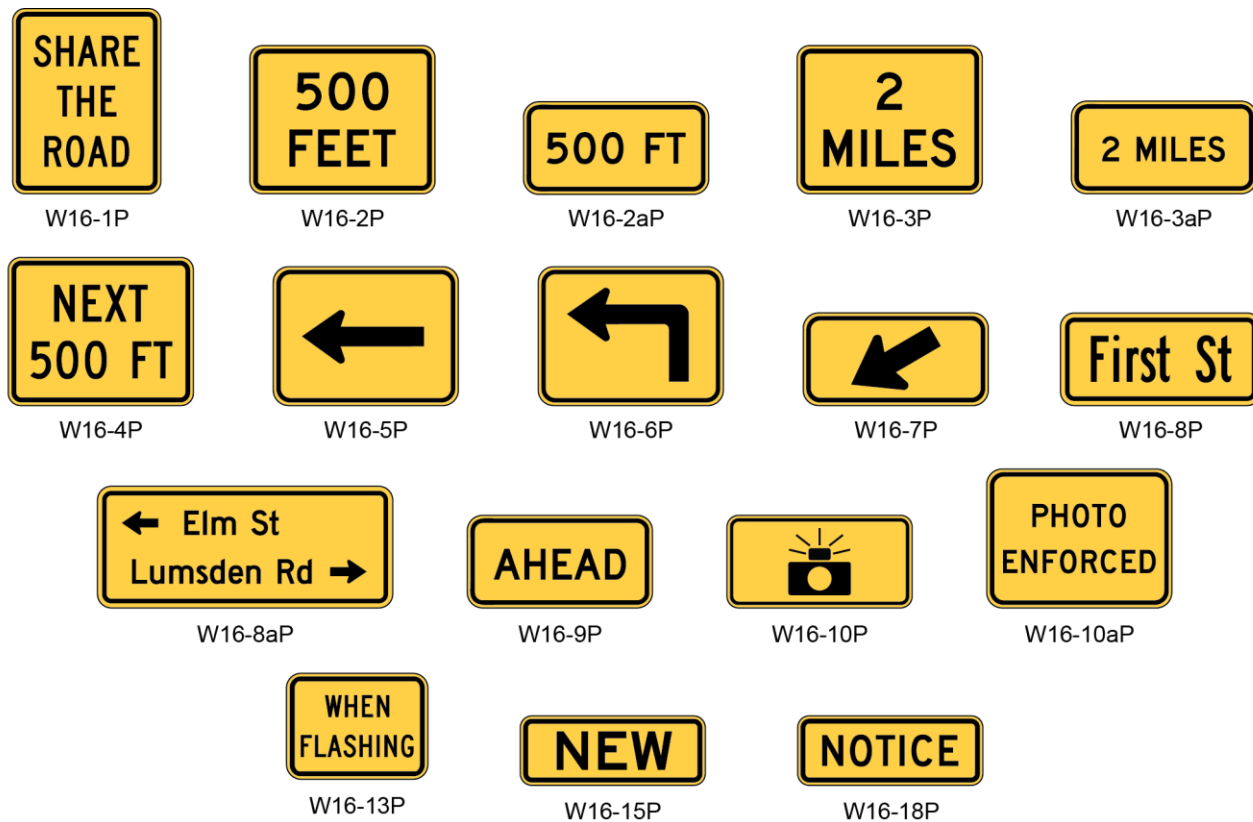 SHARE
THE
ROAD
W16-1P
500
FEET
W16-2P
500 FT
W16-2aP
2
MILES
W16-3P
2 MILES
W16-3aP
NEXT
500 FT
W16-4P
W16-5P
W16-6P
W16-7P
First St
W16-8P
Elm St
Lumsden Rd
W16-8aP
AHEAD
W16-9P
W16-10P
PHOTO
ENFORCED
W16-10aP
WHEN
FLASHING
W16-13P
NEW
W16-15P
NOTICE
W16-18P